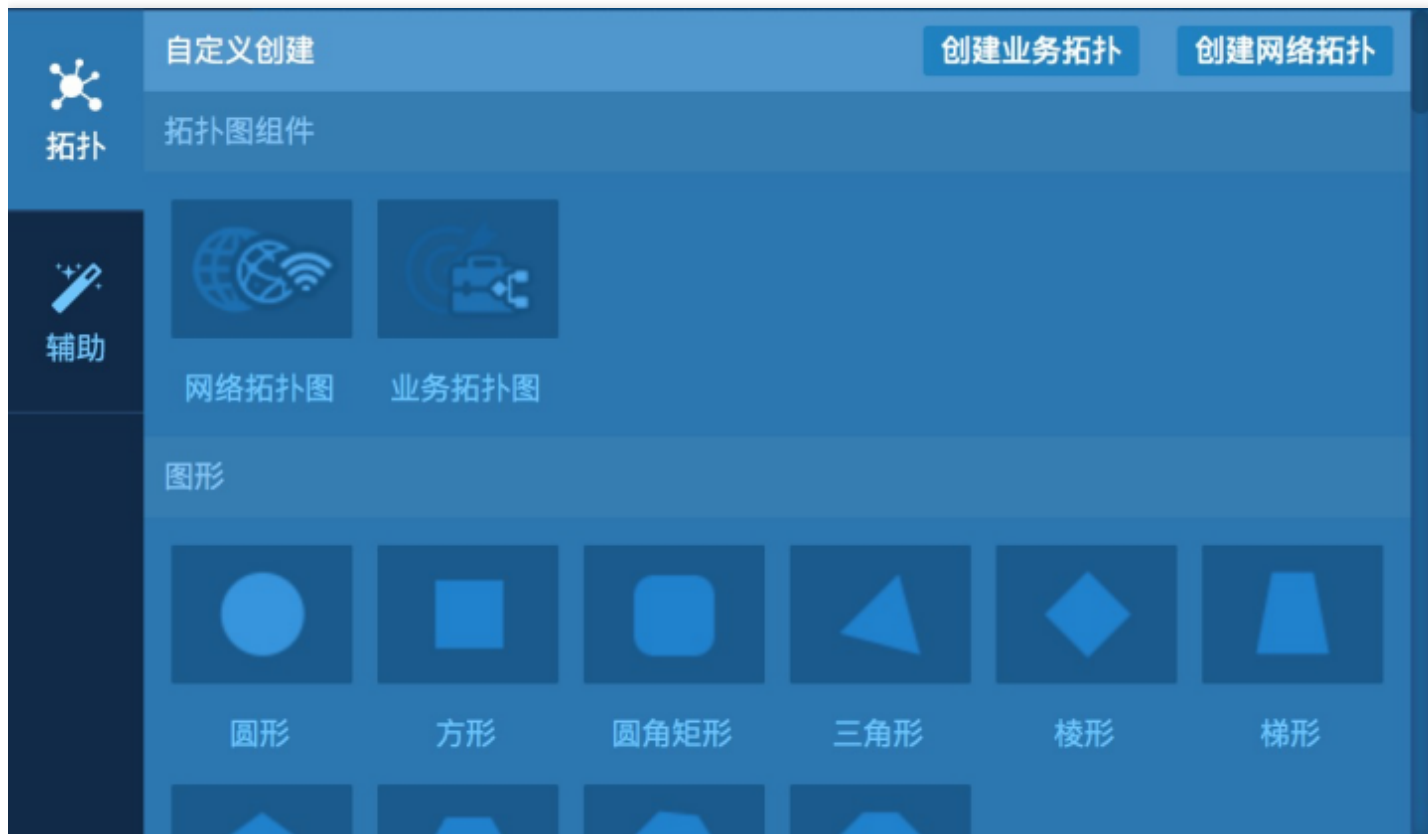 自定义创建
创建业务拓扑
创建网络拓扑
拓扑
拓扑图组件
辅助
网络拓扑图
业务拓扑图
图形
圆形
方形
圆角矩形
三角形
棱形
梯形